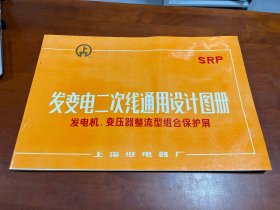 SRP
发变电二次线通用设计图册
发电机、变压器整流型组合保护屏
上海继电器厂